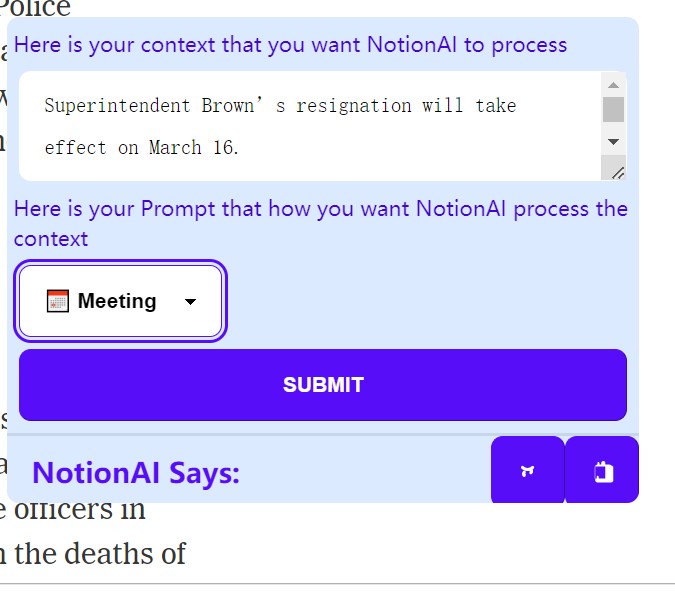 Police
Here is your context that you want NotionAI to process
Superintendent Brown’s resignation will take
effect on March 16.
Here is your Prompt that how you want NotionAI process the
context
Meeting
SUBMIT
NotionAI Says:
officers in
the deaths of